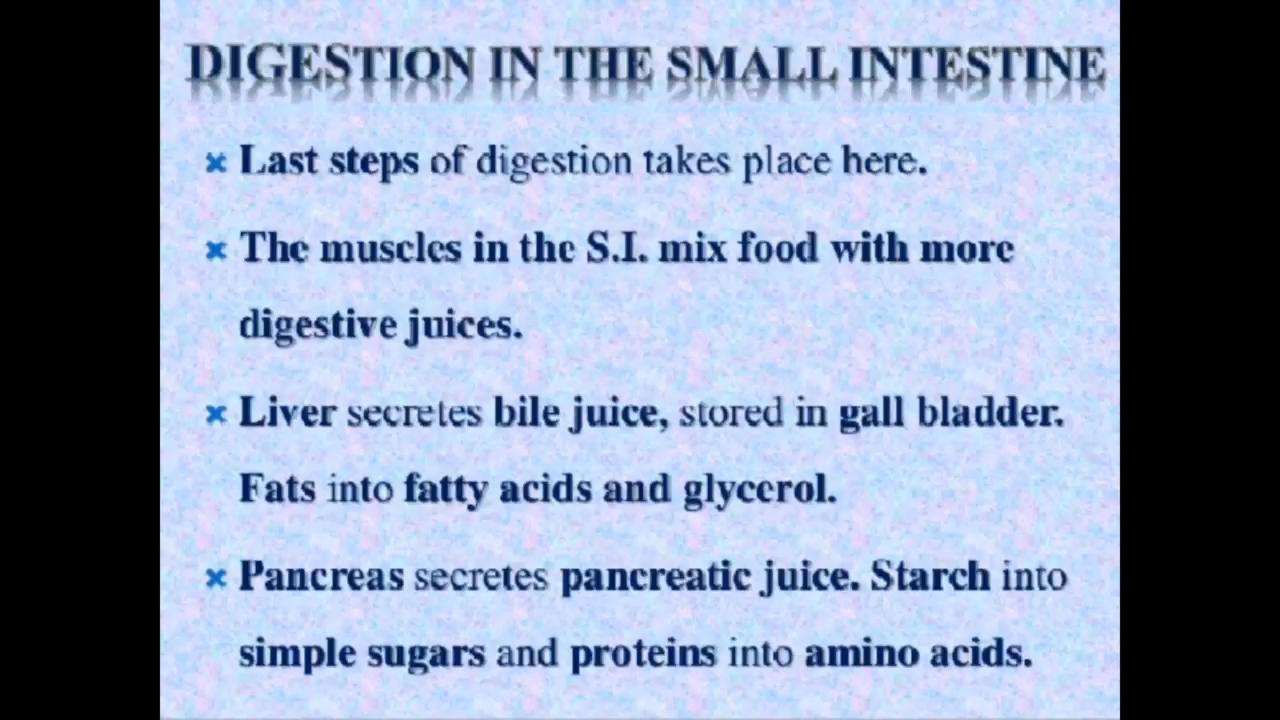 DIGESTION IN THE SMALL INTESTINE
Last steps of digestion takes place here.
The muscles in the S.I. mix food with more
digestive juices.
Liver secretes bile juice, stored in gall bladder.
Fats into fatty acids and glycerol.
Pancreas secretes pancreatic juice. Starch into
simple sugars and proteins into amino acids.